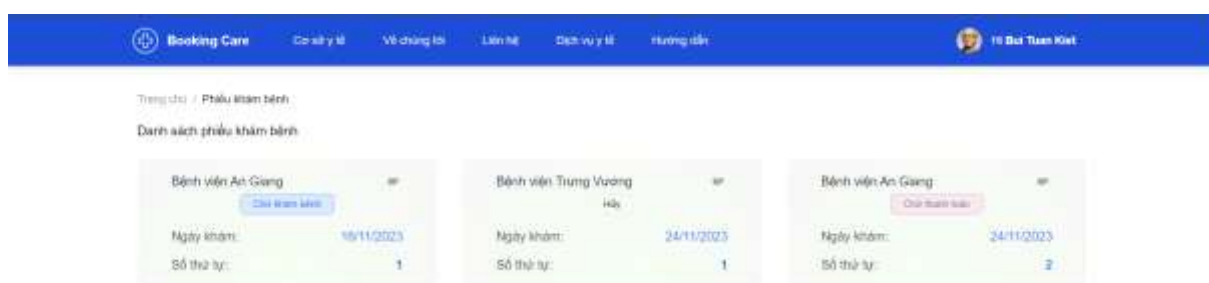 Booking Care Cơ sở y tế Về chúng tôi Liên hệ Dịch vụ y tế Hướng dẫn Hi Bui Tuan Kiet
Trang chủ / Phiếu khám bệnh
Danh sách phiếu khám bệnh
Bệnh viện An Giang
Chờ khám bệnh
Ngày khám: 18/11/2023
Số thứ tự: 1
Bệnh viện Trưng Vương
Hủy
Ngày khám: 24/11/2023
Số thứ tự: 1
Bệnh viện An Giang
Chờ thanh toán
Ngày khám: 24/11/2023
Số thứ tự: 2